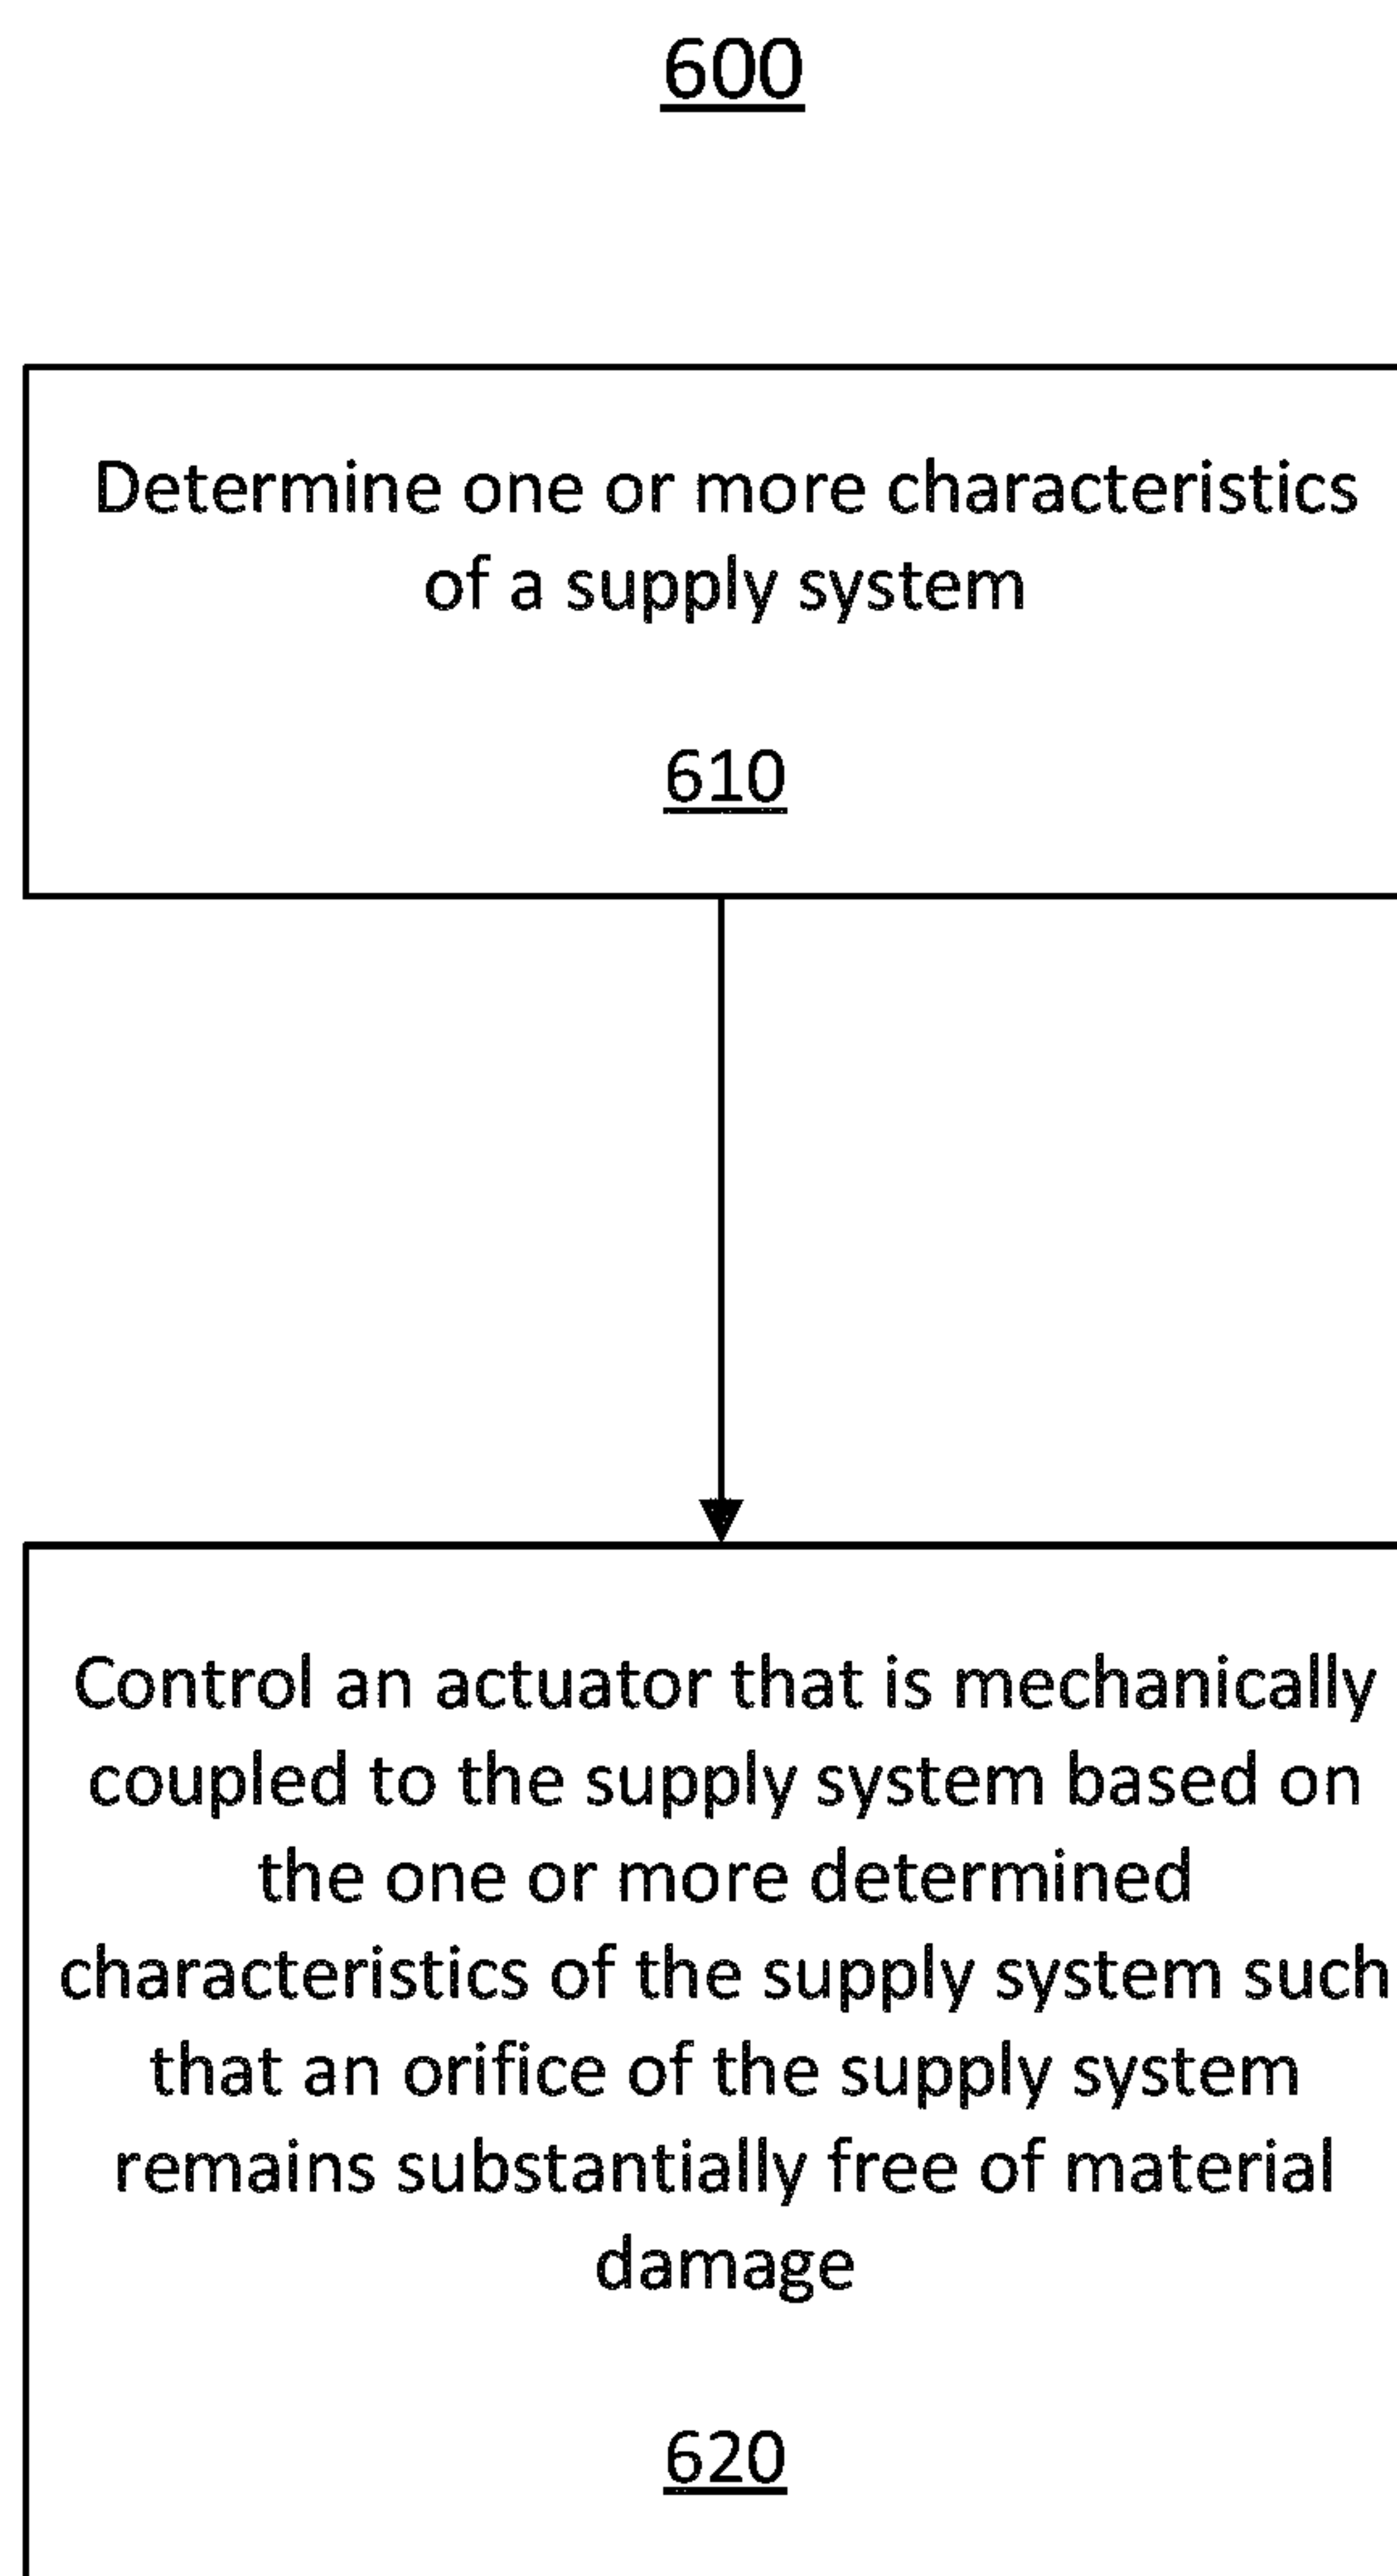 600
Determine one or more characteristics
of a supply system
610
Control an actuator that is mechanically
coupled to the supply system based on
the one or more determined
characteristics of the supply system such
that an orifice of the supply system
remains substantially free of material
damage
620